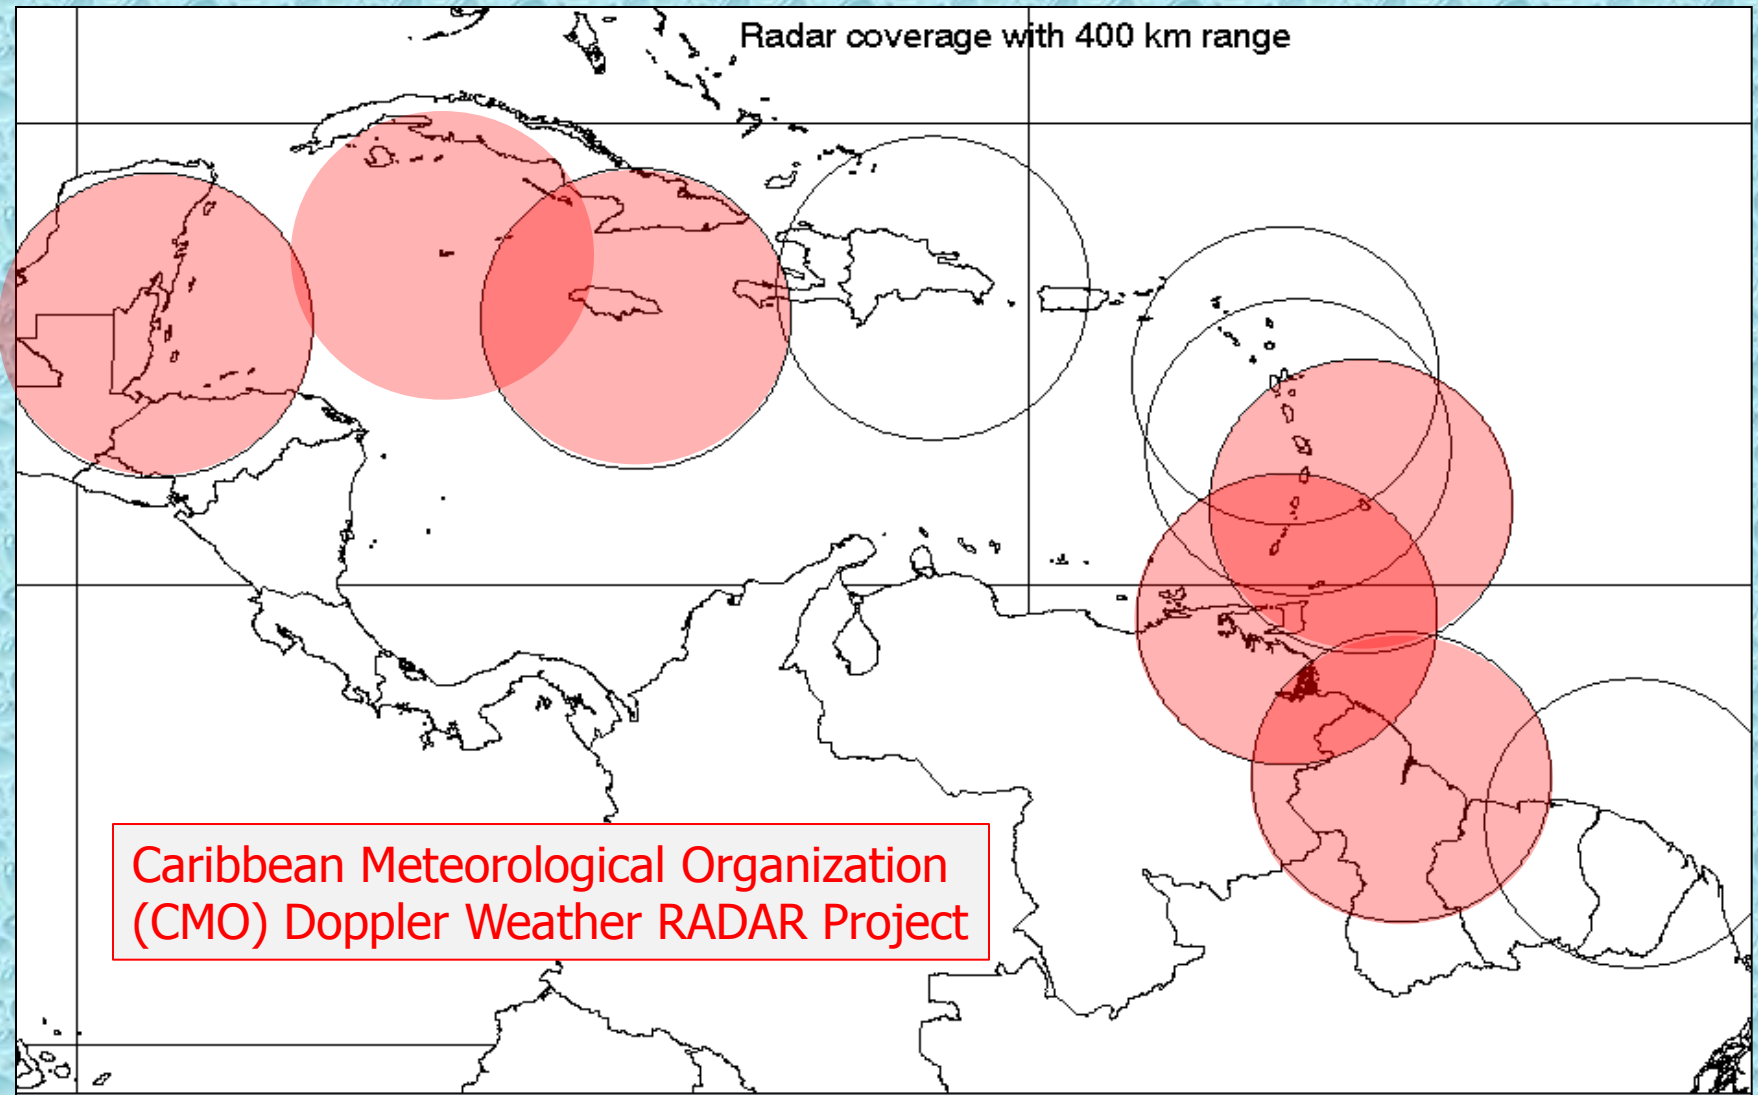 Radar coverage with 400 km range
Caribbean Meteorological Organization
(CMO) Doppler Weather RADAR Project